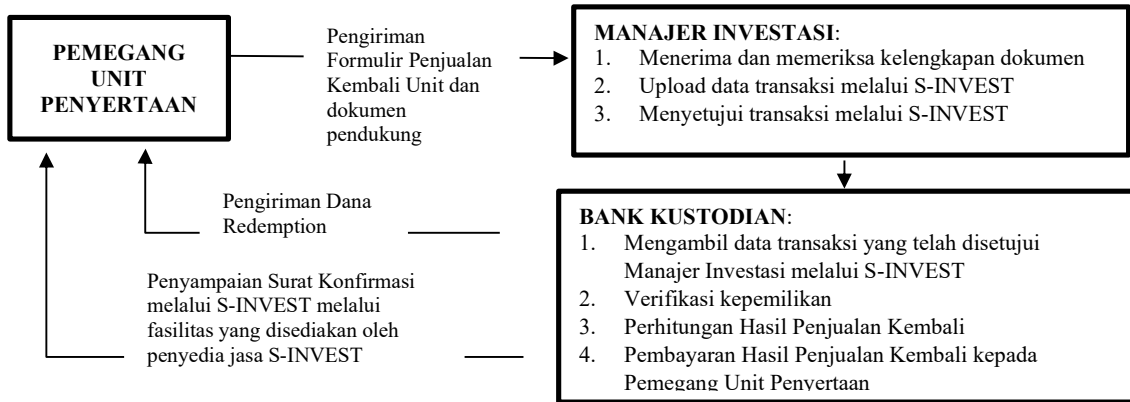 PEMEGANG
UNIT
PENYERTAAN
Pengiriman
Formulir Penjualan
Kembali Unit dan
dokumen
pendukung
MANAJER INVESTASI:
1. Menerima dan memeriksa kelengkapan dokumen
2. Upload data transaksi melalui S-INVEST
3. Menyetujui transaksi melalui S-INVEST
Pengiriman Dana
Redemption
Penyampaian Surat Konfirmasi
melalui S-INVEST melalui
fasilitas yang disediakan oleh
penyedia jasa S-INVEST
BANK KUSTODIAN:
1. Mengambil data transaksi yang telah disetujui
Manajer Investasi melalui S-INVEST
2. Verifikasi kepemilikan
3. Perhitungan Hasil Penjualan Kembali
4. Pembayaran Hasil Penjualan Kembali kepada
Pemegang Unit Penyertaan